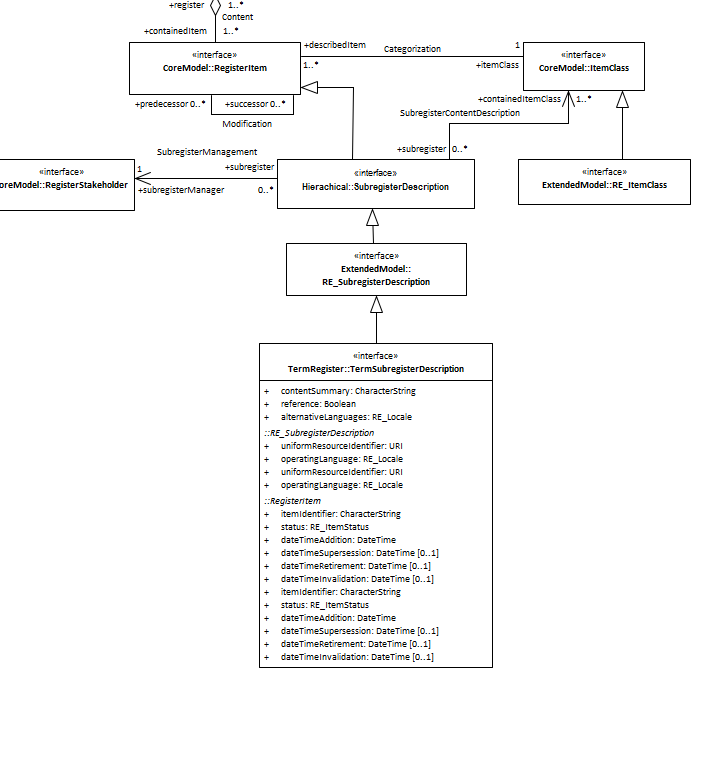 +register
1..*
Content
+containedItem
1..*
«interface»
CoreModel::RegisterItem
+describedItem
Categorization
1
1..*
+itemClass
«interface»
CoreModel::ItemClass
+predecessor 0..*
+successor 0..*
Modification
+containedItemClass
1..*
SubregisterContentDescription
+subregister
0..*
SubregisterManagement
1
+subregister
+subregisterManager
0..*
«interface»
oreModel::RegisterStakeholder
«interface»
Hierachical::SubregisterDescription
«interface»
ExtendedModel::RE_ItemClass
«interface»
ExtendedModel::
RE_SubregisterDescription
«interface»
TermRegister::TermSubregisterDescription
+ contentSummary: CharacterString
+ reference: Boolean
+ alternativeLanguages: RE_Locale
::RE_SubregisterDescription
+ uniformResourceIdentifier: URI
+ operatingLanguage: RE_Locale
+ uniformResourceIdentifier: URI
+ operatingLanguage: RE_Locale
::RegisterItem
+ itemIdentifier: CharacterString
+ status: RE_ItemStatus
+ dateTimeAddition: DateTime
+ dateTimeSupersession: DateTime [0..1]
+ dateTimeRetirement: DateTime [0..1]
+ dateTimeInvalidation: DateTime [0..1]
+ itemIdentifier: CharacterString
+ status: RE_ItemStatus
+ dateTimeAddition: DateTime
+ dateTimeSupersession: DateTime [0..1]
+ dateTimeRetirement: DateTime [0..1]
+ dateTimeInvalidation: DateTime [0..1]